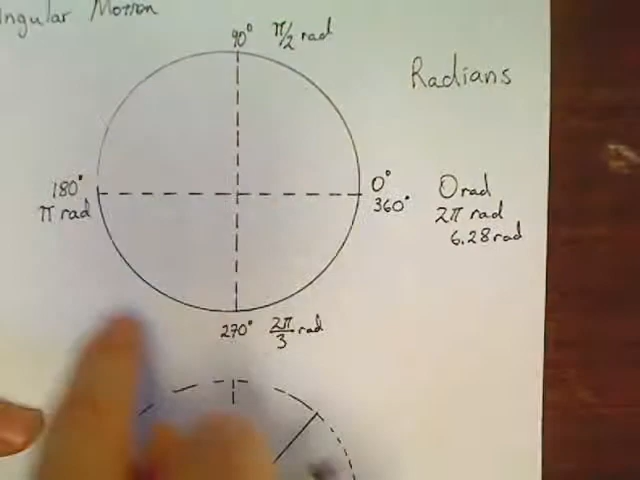 Angular Motion
90° π/2 rad
Radians
180°
π rad
0°
360°
0 rad
2π rad
6.28 rad
270° 2π/3 rad